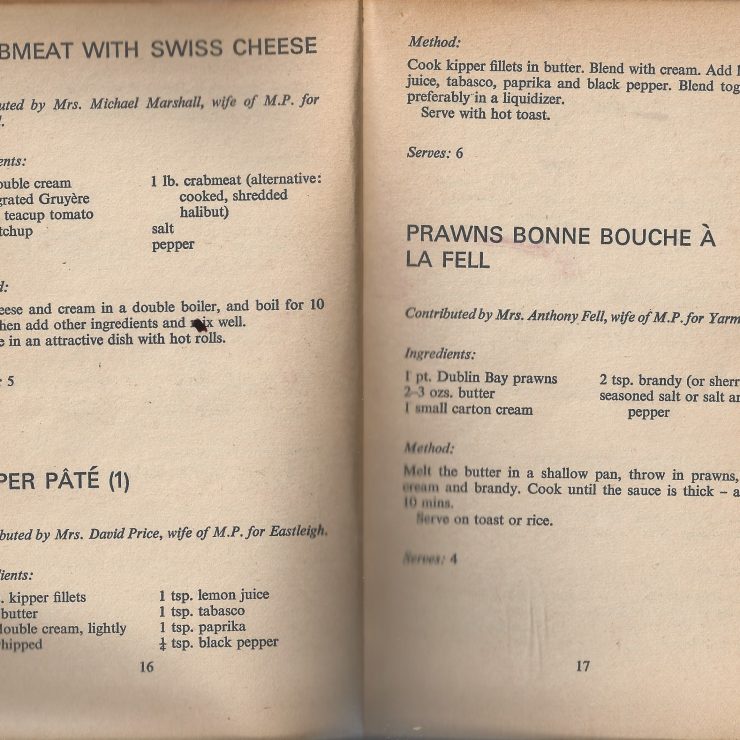 BMEAT WITH SWISS CHEESE
uted by Mrs. Michael Marshall, wife of M.P. for
.
ents:
ouble cream
grated Gruyère
teacup tomato
tchup
1 lb. crabmeat (alternative:
cooked, shredded
halibut)
salt
pepper
d:
eese and cream in a double boiler, and boil for 10
hen add other ingredients and mix well.
e in an attractive dish with hot rolls.
: 5
PER PÂTÉ (1)
buted by Mrs. David Price, wife of M.P. for Eastleigh.
ients:
. kipper fillets
butter
double cream, lightly
hipped
1 tsp. lemon juice
1 tsp. tabasco
1 tsp. paprika
¼ tsp. black pepper
16
Method:
Cook kipper fillets in butter. Blend with cream. Add l
juice, tabasco, paprika and black pepper. Blend tog
preferably in a liquidizer.
Serve with hot toast.
Serves: 6
PRAWNS BONNE BOUCHE À
LA FELL
Contributed by Mrs. Anthony Fell, wife of M.P. for Yarm
Ingredients:
1 pt. Dublin Bay prawns
2–3 ozs. butter
1 small carton cream
2 tsp. brandy (or sherr
seasoned salt or salt an
pepper
Method:
Melt the butter in a shallow pan, throw in prawns,
cream and brandy. Cook until the sauce is thick – a
10 mins.
Serve on toast or rice.
Serves: 4
17